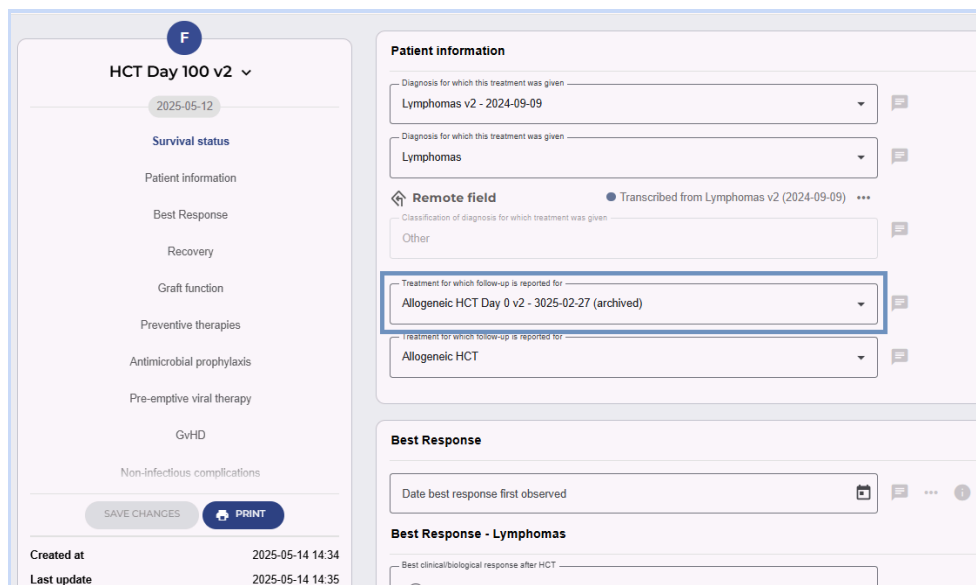 F
HCT Day 100 v2
2025-05-12
Survival status
Patient information
Best Response
Recovery
Graft function
Preventive therapies
Antimicrobial prophylaxis
Pre-emptive viral therapy
GvHD
Non-infectious complications
SAVE CHANGES PRINT
Created at 2025-05-14 14:34
Last update 2025-05-14 14:35
Patient information
Diagnosis for which this treatment was given
Lymphomas v2 - 2024-09-09
Diagnosis for which this treatment was given
Lymphomas
Remote field Transcribed from Lymphomas v2 (2024-09-09)
Classification of diagnosis for which treatment was given
Other
Treatment for which follow-up is reported for
Allogeneic HCT Day 0 v2 - 3025-02-27 (archived)
Treatment for which follow-up is reported for
Allogeneic HCT
Best Response
Date best response first observed
Best Response - Lymphomas
Best clinical/biological response after HCT